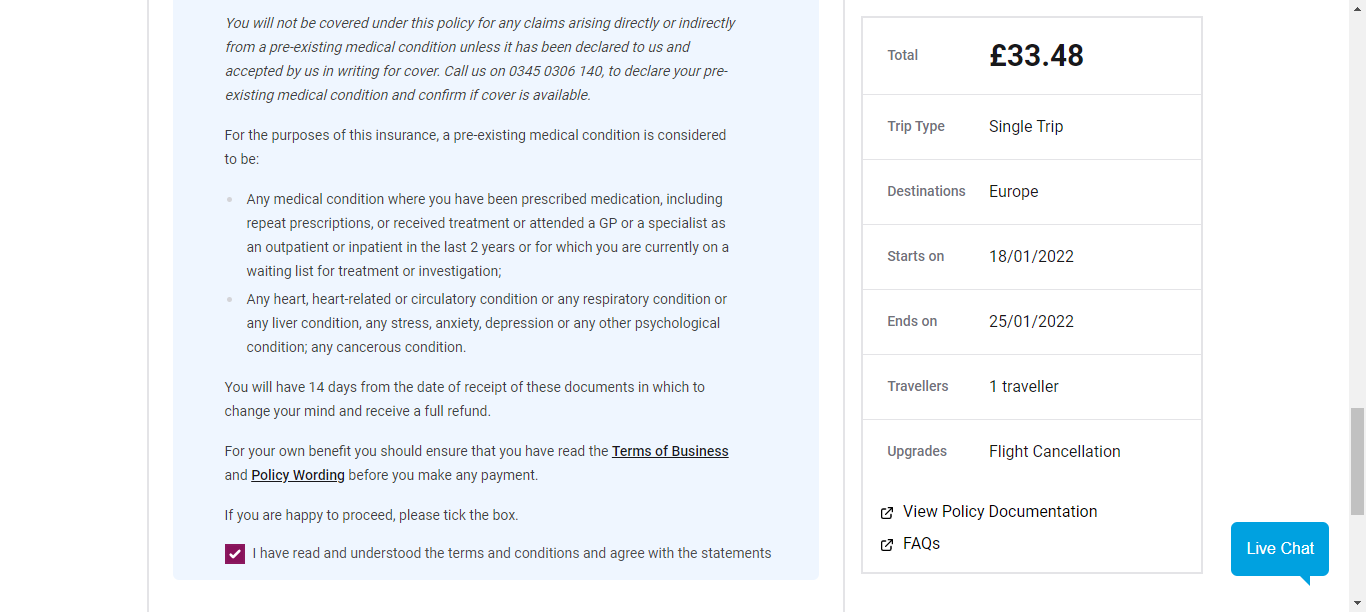 You will not be covered under this policy for any claims arising directly or indirectly
from a pre-existing medical condition unless it has been declared to us and
accepted by us in writing for cover. Call us on 0345 0306 140, to declare your pre-
existing medical condition and confirm if cover is available.
For the purposes of this insurance, a pre-existing medical condition is considered
to be:
Any medical condition where you have been prescribed medication, including
repeat prescriptions, or received treatment or attended a GP or a specialist as
an outpatient or inpatient in the last 2 years or for which you are currently on a
waiting list for treatment or investigation;
Any heart, heart-related or circulatory condition or any respiratory condition or
any liver condition, any stress, anxiety, depression or any other psychological
condition; any cancerous condition.
You will have 14 days from the date of receipt of these documents in which to
change your mind and receive a full refund.
For your own benefit you should ensure that you have read the Terms of Business
and Policy Wording before you make any payment.
If you are happy to proceed, please tick the box.
I have read and understood the terms and conditions and agree with the statements
Total £33.48
Trip Type Single Trip
Destinations Europe
Starts on 18/01/2022
Ends on 25/01/2022
Travellers 1 traveller
Upgrades Flight Cancellation
View Policy Documentation
FAQs
Live Chat